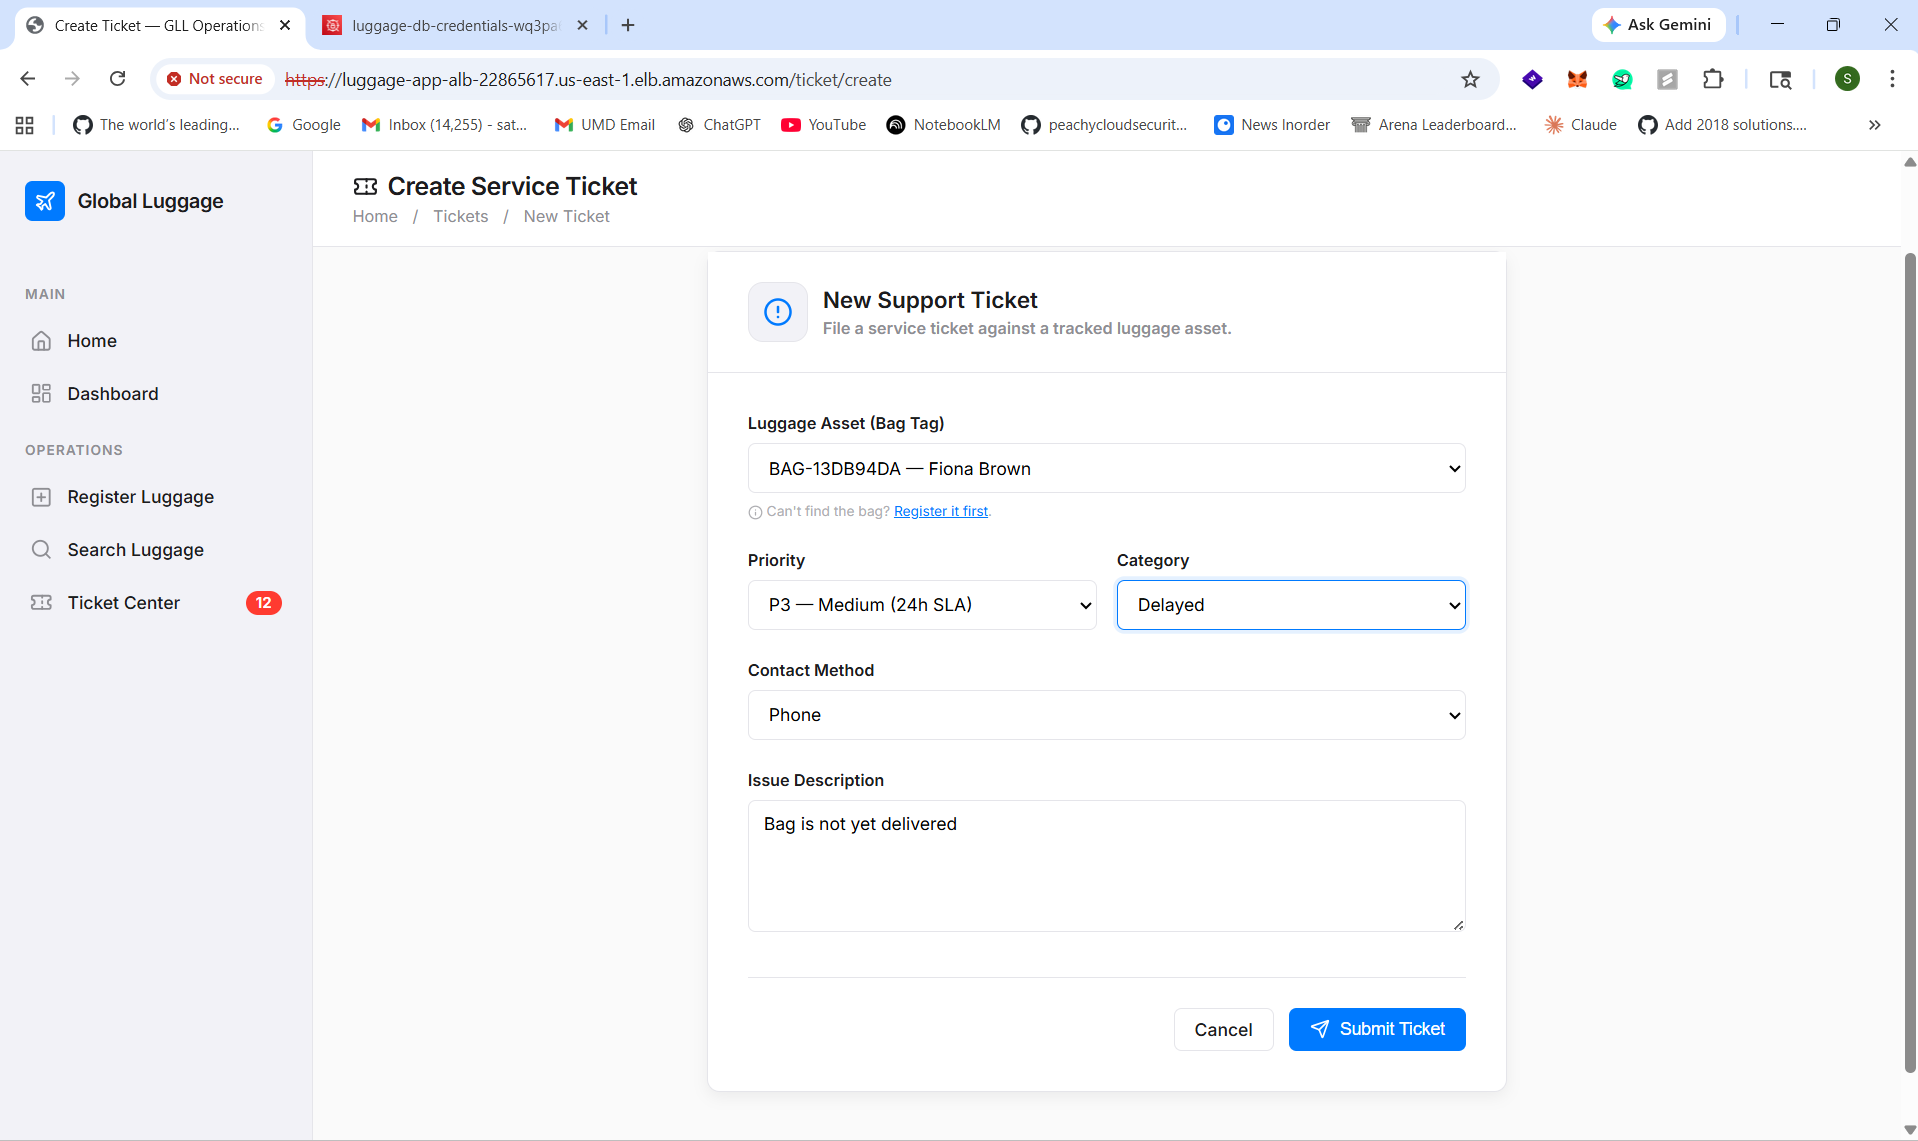 Create Ticket — GLL Operations
luggage-db-credentials-wq3pa
Ask Gemini
Not secure
https://luggage-app-alb-22865617.us-east-1.elb.amazonaws.com/ticket/create
S
The world's leading...
Google
Inbox (14,255) - sat...
UMD Email
ChatGPT
YouTube
NotebookLM
peachycloudsecurit...
News Inorder
Arena Leaderboard...
Claude
Add 2018 solutions....
Global Luggage
MAIN
Home
Dashboard
OPERATIONS
Register Luggage
Search Luggage
Ticket Center 12
Create Service Ticket
Home / Tickets / New Ticket
New Support Ticket
File a service ticket against a tracked luggage asset.
Luggage Asset (Bag Tag)
BAG-13DB94DA — Fiona Brown
Can't find the bag? Register it first.
Priority Category
P3 — Medium (24h SLA) Delayed
Contact Method
Phone
Issue Description
Bag is not yet delivered
Cancel Submit Ticket